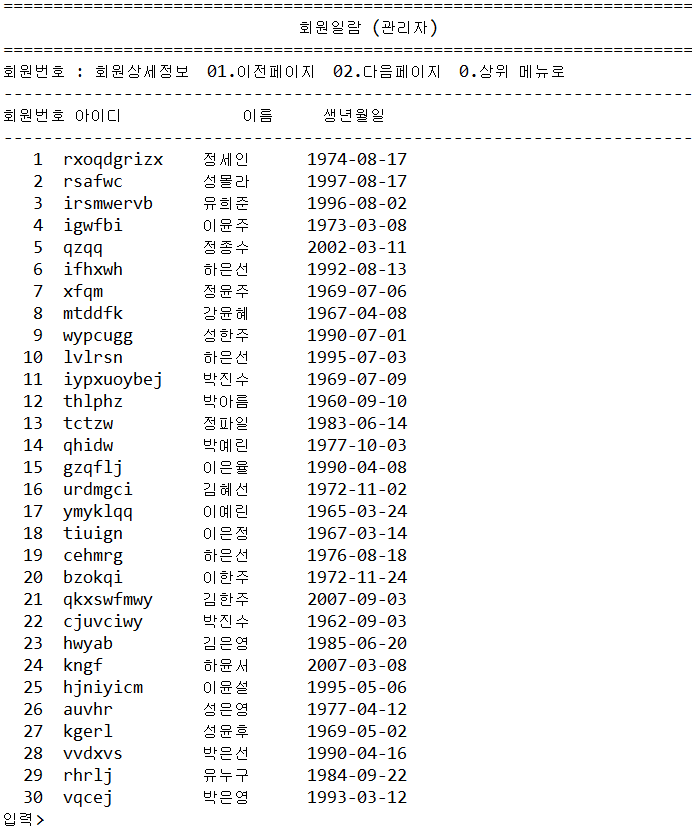 ======================================================================
회원일람 (관리자)
======================================================================
회원번호 : 회원상세정보 01.이전페이지 02.다음페이지 0.상위 메뉴로
----------------------------------------------------------------------
회원번호 아이디 이름 생년월일
----------------------------------------------------------------------
1 rxoqdgrizx 정세인 1974-08-17
2 rsafwc 성몰라 1997-08-17
3 irsmwervb 유희준 1996-08-02
4 igwfbi 이윤주 1973-03-08
5 qzqq 정종수 2002-03-11
6 ifhxwh 하은선 1992-08-13
7 xfqm 정윤주 1969-07-06
8 mtddfk 강윤혜 1967-04-08
9 wypcugg 성한주 1990-07-01
10 lvlrsn 하은선 1995-07-03
11 iypxuoybej 박진수 1969-07-09
12 thlphz 박아름 1960-09-10
13 tctzw 정파일 1983-06-14
14 qhidw 박예린 1977-10-03
15 gzqflj 이은율 1990-04-08
16 urdmgci 김혜선 1972-11-02
17 ymyklqq 이예린 1965-03-24
18 tiuign 이은정 1967-03-14
19 cehmrg 하은선 1976-08-18
20 bzokqi 이한주 1972-11-24
21 qkxswfmwy 김한주 2007-09-03
22 cjuvciwy 박진수 1962-09-03
23 hwyab 김은영 1985-06-20
24 kngf 하윤서 2007-03-08
25 hjniyicm 이윤설 1995-05-06
26 auvhr 성은영 1977-04-12
27 kgerl 성윤후 1969-05-02
28 vvdxvs 박은선 1990-04-16
29 rhrlj 유누구 1984-09-22
30 vqcej 박은영 1993-03-12
입력>